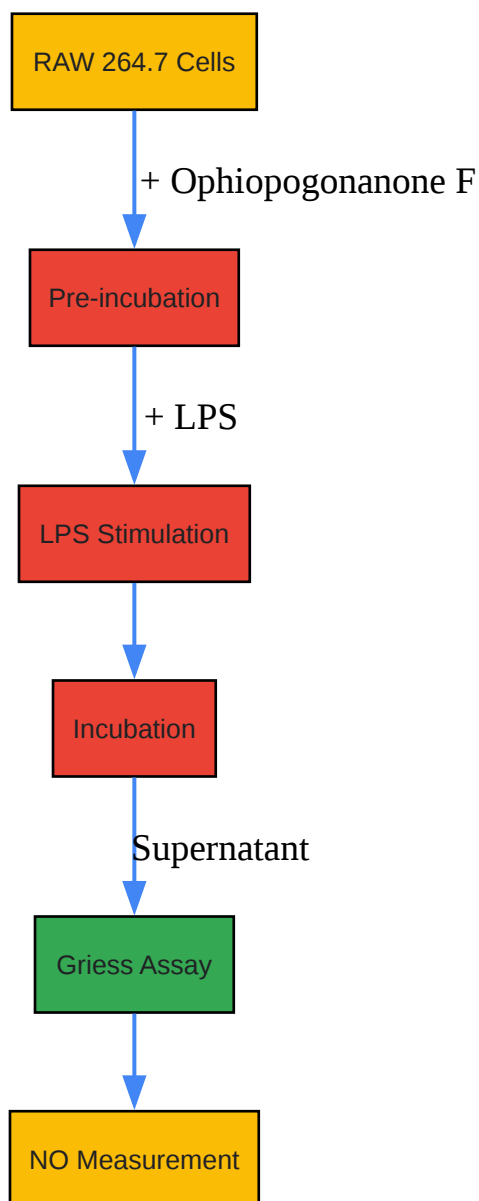 RAW 264.7 Cells
+ Ophiopogonanone F
Pre-incubation
+ LPS
LPS Stimulation
Incubation
Supernatant
Griess Assay
NO Measurement